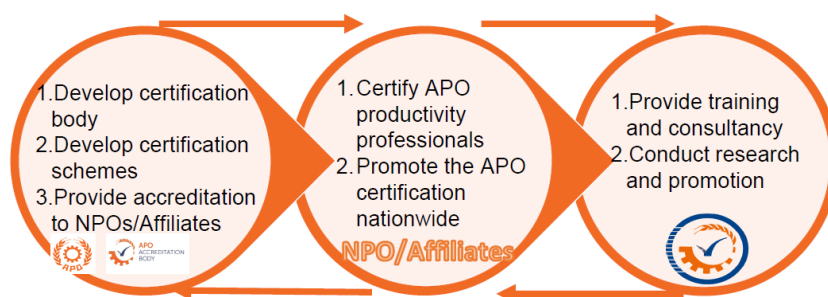 1.Develop certification
body
2.Develop certification
schemes
3.Provide accreditation
to NPOs/Affiliates
APO
APO
ACCREDITATION
BODY
1.Certify APO
productivity
professionals
2.Promote the APO
certification
nationwide
NPO/Affiliates
1.Provide training
and consultancy
2.Conduct research
and promotion